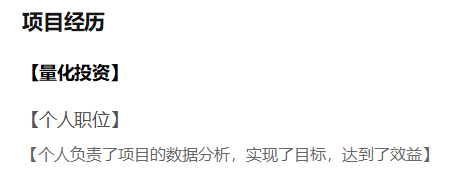 项目经历
【量化投资】
【个人职位】
【个人负责了项目的数据分析，实现了目标，达到了效益】